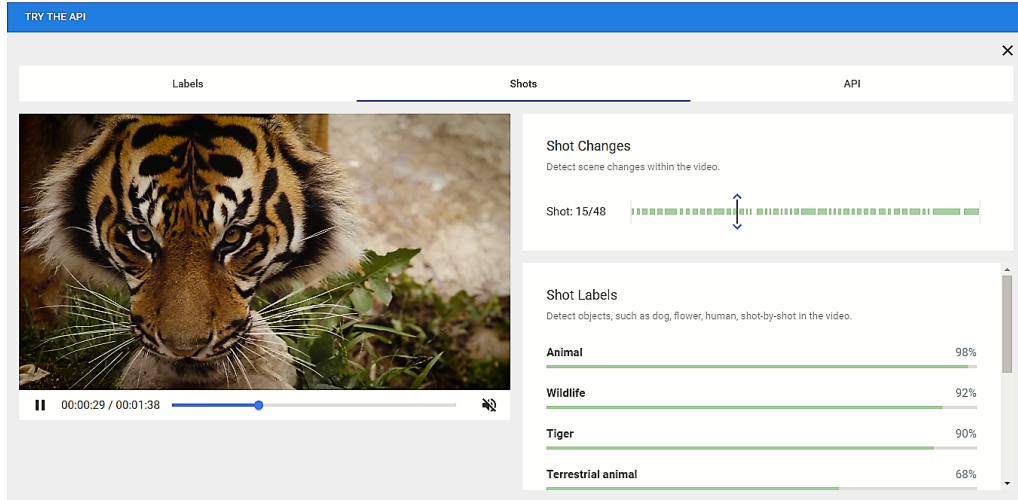 TRY THE API
Labels
Shots
API
Shot Changes
Detect scene changes within the video.
Shot: 15/48
00:00:29 / 00:01:38
Shot Labels
Detect objects, such as dog, flower, human, shot-by-shot in the video.
Animal 98%
Wildlife 92%
Tiger 90%
Terrestrial animal 68%